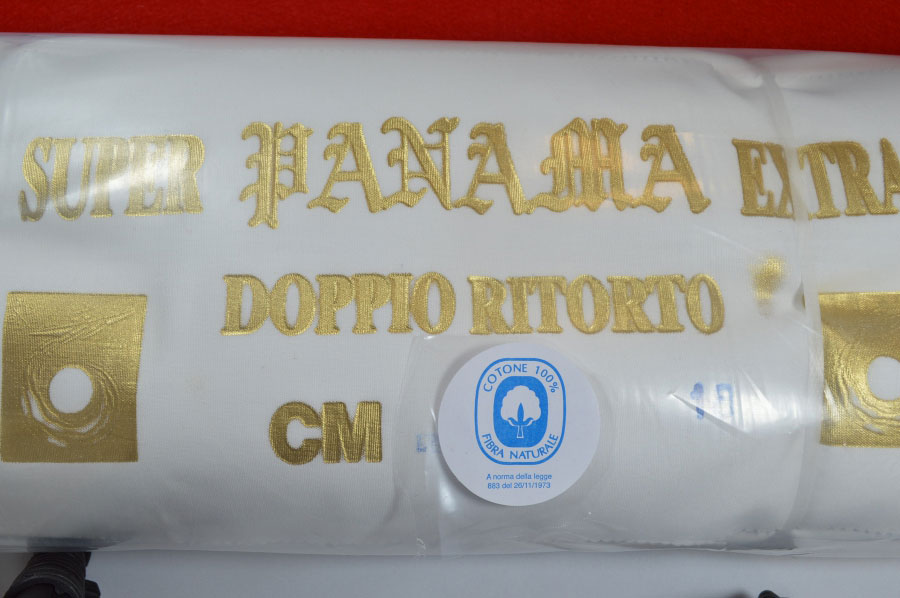 SUPER PANAMA EXTRA
DOPPIO RITORTO
CM
COTONE 100%
FIBRA NATURALE
A norma della legge
883 del 26/11/1973